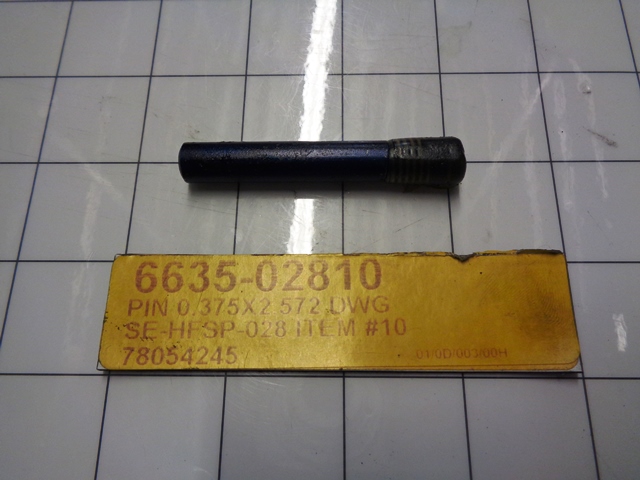 6635-02810
PIN 0.375X2.572 DWG
SE-HFSP-028 ITEM #10
78054245
01/0D/003/00H